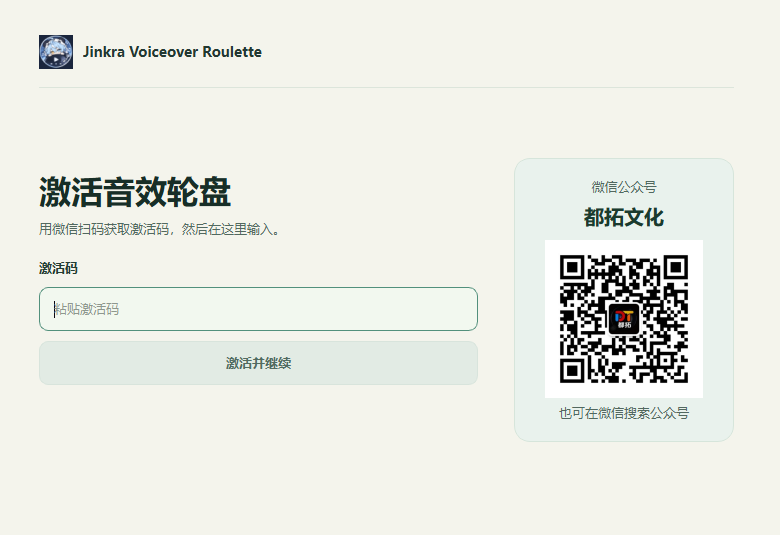 Jinkra Voiceover Roulette
激活音效轮盘
用微信扫码获取激活码，然后在这里输入。
激活码
粘贴激活码
激活并继续
微信公众号
都拓文化
DT
都拓
也可在微信搜索公众号